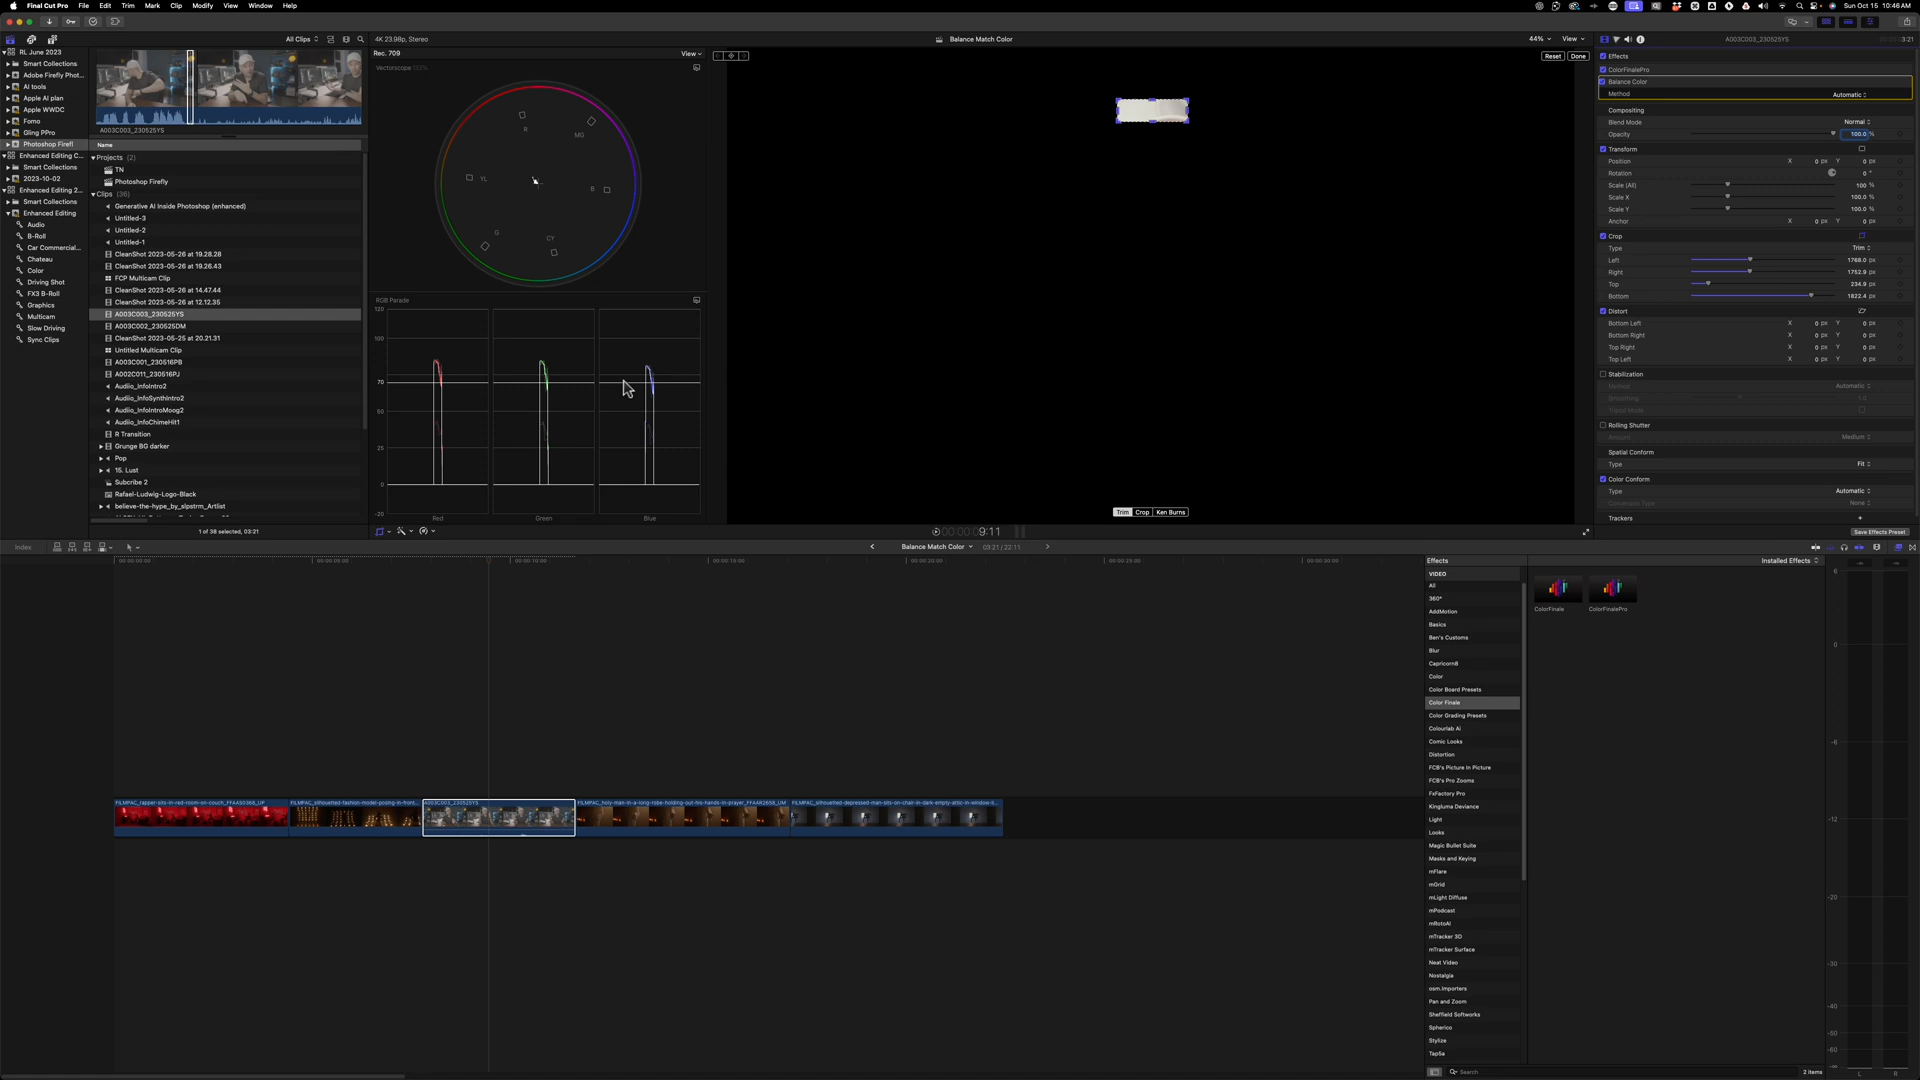 Final Cut Pro File Edit Trim Mark Clip Modify View Window Help
Sun Oct 15 10:46 AM
RL June 2023
Smart Collections
Adobe Firefly Phot...
AI tools
Apple AI plan
Apple WWDC
Fomo
Gling PPro
Photoshop Firefl
Enhanced Editing C...
Smart Collections
2023-10-02
Enhanced Editing 2...
Smart Collections
Enhanced Editing
Audio
B-Roll
Car Commercial...
Chateau
Color
Driving Shot
FX3 B-Roll
Graphics
Multicam
Slow Driving
Sync Clips
All Clips
A003C003_230525YS
Name
Projects (2)
TN
Photoshop Firefly
Clips (36)
Generative AI Inside Photoshop (enhanced)
Untitled-3
Untitled-2
Untitled-1
CleanShot 2023-05-26 at 19.28.28
CleanShot 2023-05-26 at 19.26.43
FCP Multicam Clip
CleanShot 2023-05-26 at 14.47.44
CleanShot 2023-05-26 at 12.12.35
A003C003_230525YS
A003C002_230525DM
CleanShot 2023-05-25 at 20.21.31
Untitled Multicam Clip
A003C001_230516PB
A002C011_230516PJ
Audiio_InfoIntro2
Audiio_InfoSynthIntro2
Audiio_InfoIntroMoog2
Audiio_InfoChimeHit1
R Transition
Grunge BG darker
Pop
15. Lust
Subcribe 2
Rafael-Ludwig-Logo-Black
believe-the-hype_by_slpstrm_Artlist
1 of 38 selected, 03:21
4K 23.98p, Stereo
Rec. 709
View
Vectorscope
R
MG
YL
B
G
CY
RGB Parade
120
100
70
50
25
0
-20
Red
Green
Blue
Balance Match Color
44%
View
Reset
Done
Trim
Crop
Ken Burns
9:11
A003C003_230525YS
3:21
Effects
ColorFinalePro
Balance Color
Method Automatic
Compositing
Blend Mode Normal
Opacity 100.0 %
Transform
Position X 0 px Y 0 px
Rotation 0 °
Scale (All) 100 %
Scale X 100.0 %
Scale Y 100.0 %
Anchor X 0 px Y 0 px
Crop
Type Trim
Left 1768.0 px
Right 1752.9 px
Top 234.9 px
Bottom 1822.4 px
Distort
Bottom Left X 0 px Y 0 px
Bottom Right X 0 px Y 0 px
Top Right X 0 px Y 0 px
Top Left X 0 px Y 0 px
Stabilization
Method Automatic
Smoothing 1.0
Tripod Mode
Rolling Shutter
Amount Medium
Spatial Conform
Type Fit
Color Conform
Type Automatic
Conversion Type None
Trackers
Save Effects Preset
Index
Balance Match Color
03:21 / 22:11
00:00:00:00
00:00:05:00
00:00:10:00
00:00:15:00
00:00:20:00
00:00:25:00
00:00:30:00
FILMPAC_rapper-sits-in-red-room-on-couch_FFAAS0368_UF
FILMPAC_silhouetted-fashion-model-posing-in-front...
A003C003_230525YS
FILMPAC_holy-man-in-a-long-robe-holding-out-his-hands-in-prayer_FFAAR2658_UM
FILMPAC_silhouetted-depressed-man-sits-on-chair-in-dark-empty-attic-in-window-li...
Effects
Installed Effects
VIDEO
All
360°
AddMotion
Basics
Ben's Customs
Blur
Capricorn8
Color
Color Board Presets
Color Finale
Color Grading Presets
Colourlab Ai
Comic Looks
Distortion
FCB's Picture In Picture
FCB's Pro Zooms
FxFactory Pro
Kingluma Deviance
Light
Looks
Magic Bullet Suite
Masks and Keying
mFlare
mGrid
mLight Diffuse
mPodcast
mRotoAI
mTracker 3D
mTracker Surface
Neat Video
Nostalgia
osm.importers
Pan and Zoom
Sheffield Softworks
Spherico
Stylize
Tap5a
ColorFinale
ColorFinalePro
Search
2 items
6
0
-6
-12
-20
-30
-40
-50
-60
L
R